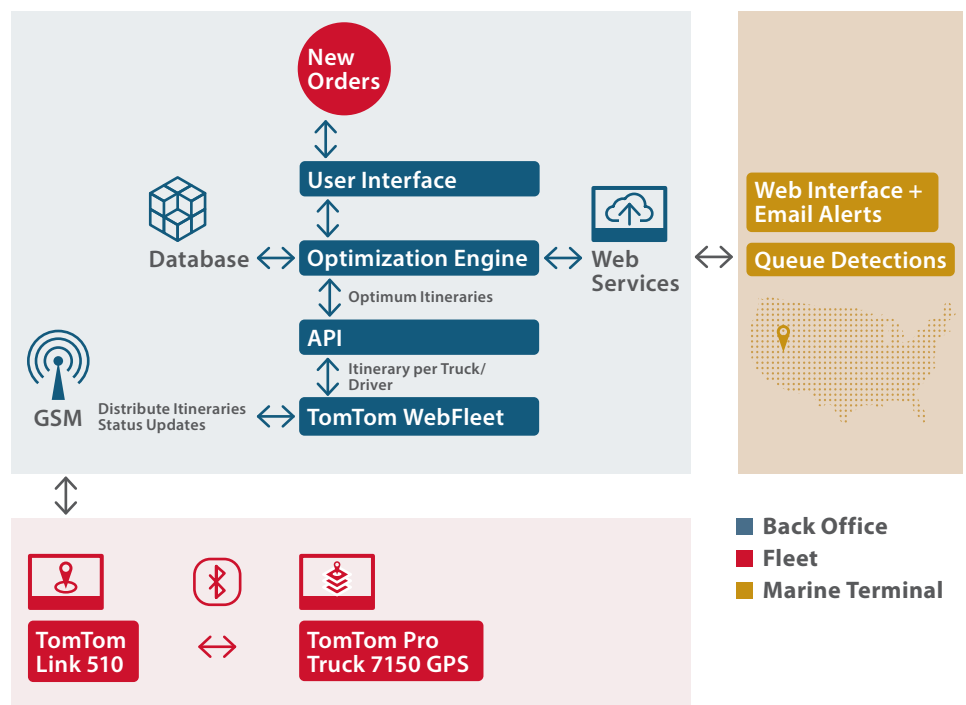 New
Orders
User Interface
Database
Optimization Engine
Web
Services
Optimum Itineraries
API
Itinerary per Truck/
Driver
GSM
Distribute Itineraries
Status Updates
TomTom WebFleet
Web Interface +
Email Alerts
Queue Detections
TomTom
Link 510
TomTom Pro
Truck 7150 GPS
Back Office
Fleet
Marine Terminal